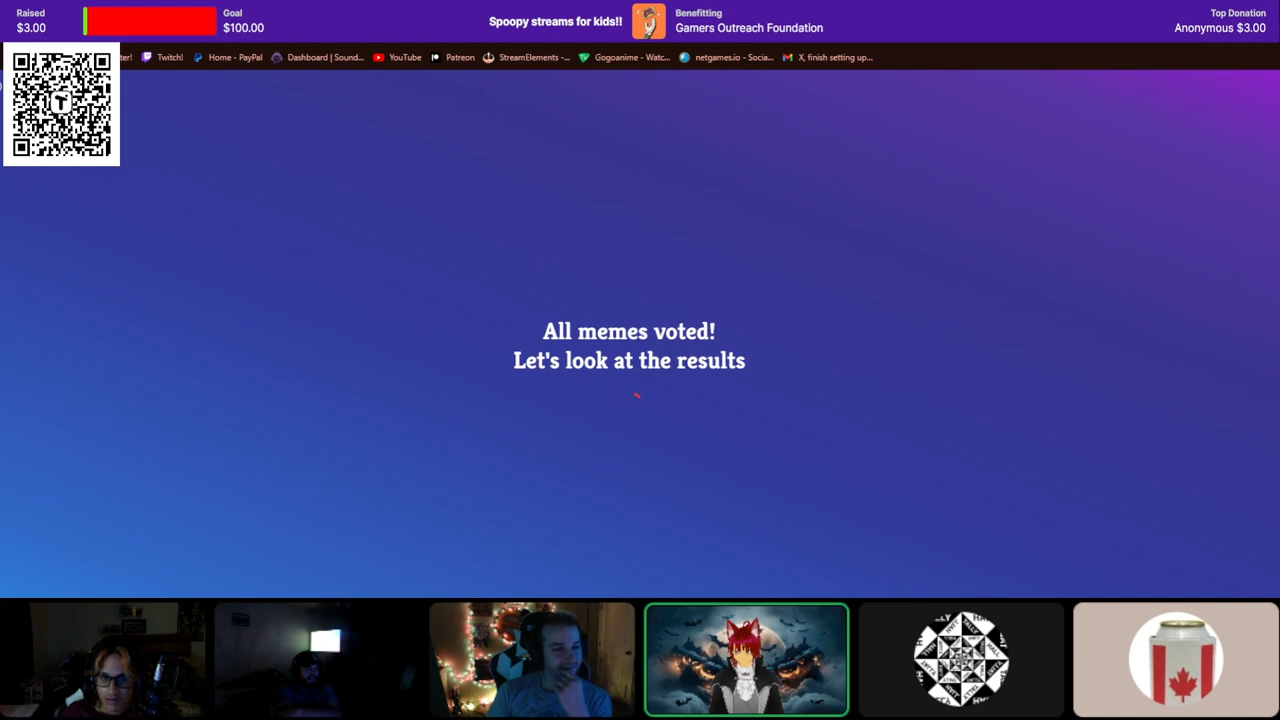 Raised
$3.00
Goal
$100.00
Spoopy streams for kids!!
Benefitting
Gamers Outreach Foundation
Top Donation
Anonymous $3.00
ter!
Twitch!
Home - PayPal
Dashboard | Sound...
YouTube
Patreon
StreamElements -...
Gogoanime - Watc...
netgames.io - Socia...
X, finish setting up...
All memes voted!
Let's look at the results